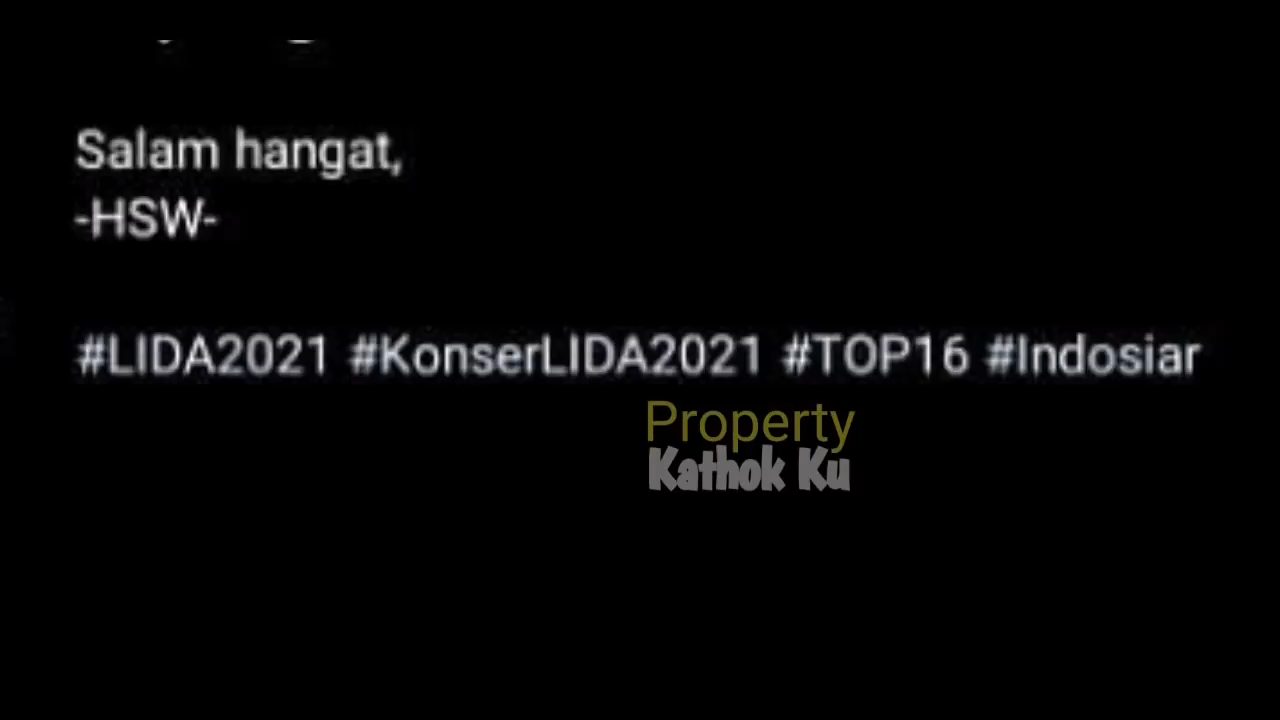 Salam hangat,
-HSW-
#LIDA2021 #KonserLIDA2021 #TOP16 #Indosiar
Property
Kathok Ku